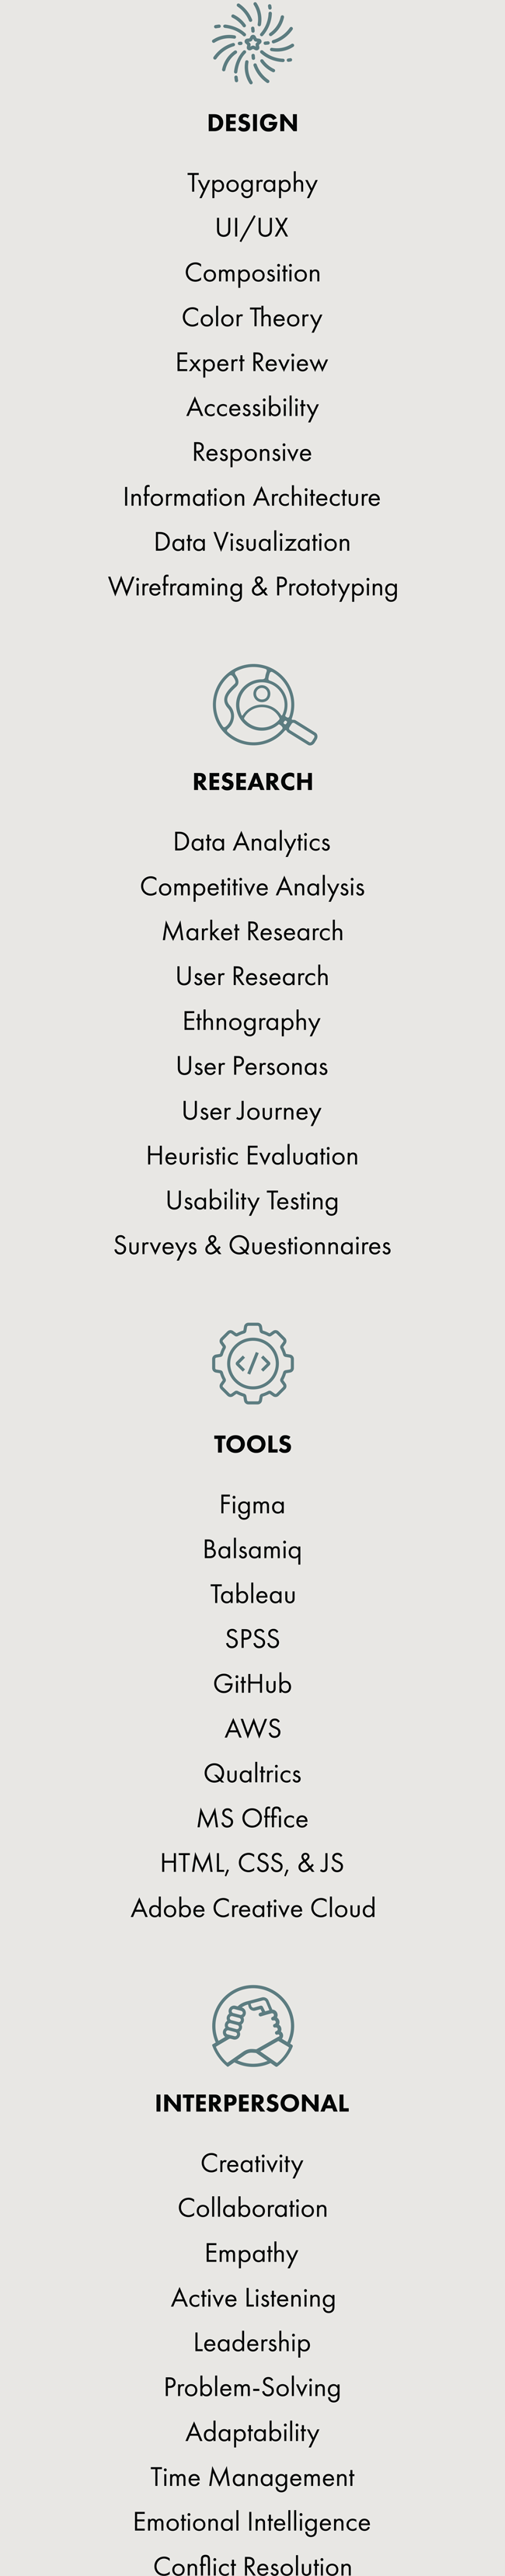 DESIGN
Typography
UI/UX
Composition
Color Theory
Expert Review
Accessibility
Responsive
Information Architecture
Data Visualization
Wireframing & Prototyping
RESEARCH
Data Analytics
Competitive Analysis
Market Research
User Research
Ethnography
User Personas
User Journey
Heuristic Evaluation
Usability Testing
Surveys & Questionnaires
TOOLS
Figma
Balsamiq
Tableau
SPSS
GitHub
AWS
Qualtrics
MS Office
HTML, CSS, & JS
Adobe Creative Cloud
INTERPERSONAL
Creativity
Collaboration
Empathy
Active Listening
Leadership
Problem-Solving
Adaptability
Time Management
Emotional Intelligence
Conflict Resolution